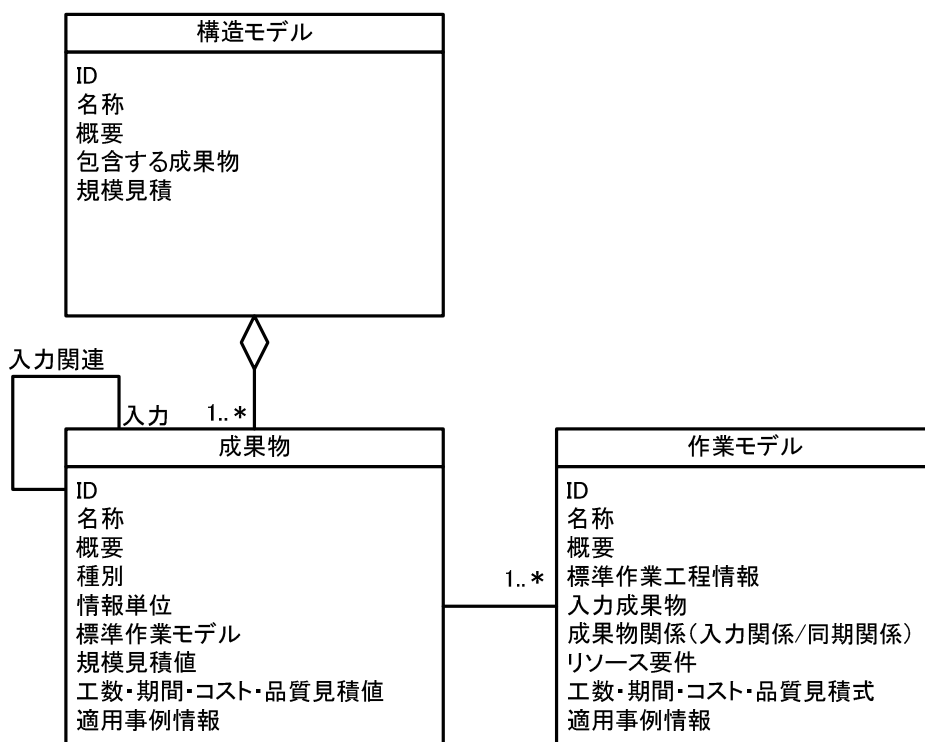 構造モデル
ID
名称
概要
包含する成果物
規模見積
入力関連
入力
1..*
成果物
ID
名称
概要
種別
情報単位
標準作業モデル
規模見積値
工数・期間・コスト・品質見積値
適用事例情報
1..*
作業モデル
ID
名称
概要
標準作業工程情報
入力成果物
成果物関係(入力関係/同期関係)
リソース要件
工数・期間・コスト・品質見積式
適用事例情報